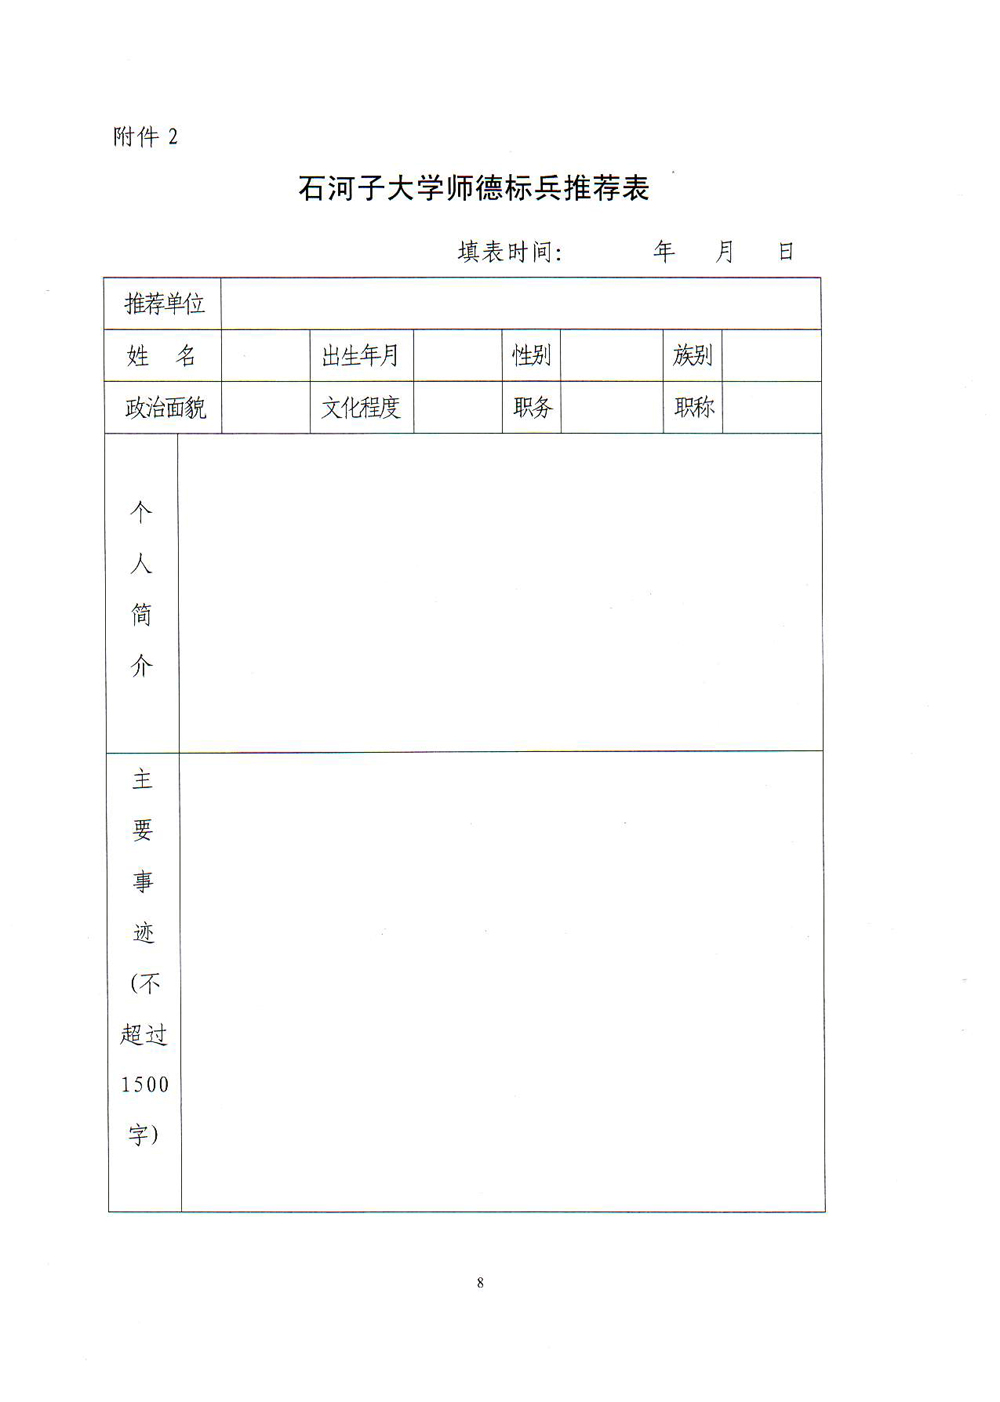 附件 2
石河子大学师德标兵推荐表
填表时间: 年 月 日
推荐单位
姓 名 出生年月 性别 族别
政治面貌 文化程度 职务 职称
个
人
简
介
主
要
事
迹
(不
超过
1500
字)
8